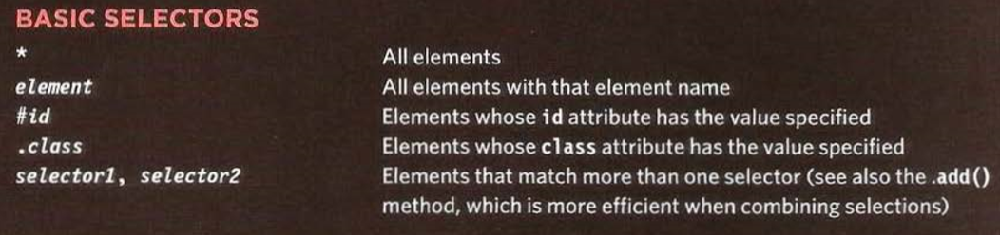 BASIC SELECTORS
* All elements
element All elements with that element name
#id Elements whose id attribute has the value specified
.class Elements whose class attribute has the value specified
selector1, selector2 Elements that match more than one selector (see also the .add()
method, which is more efficient when combining selections)